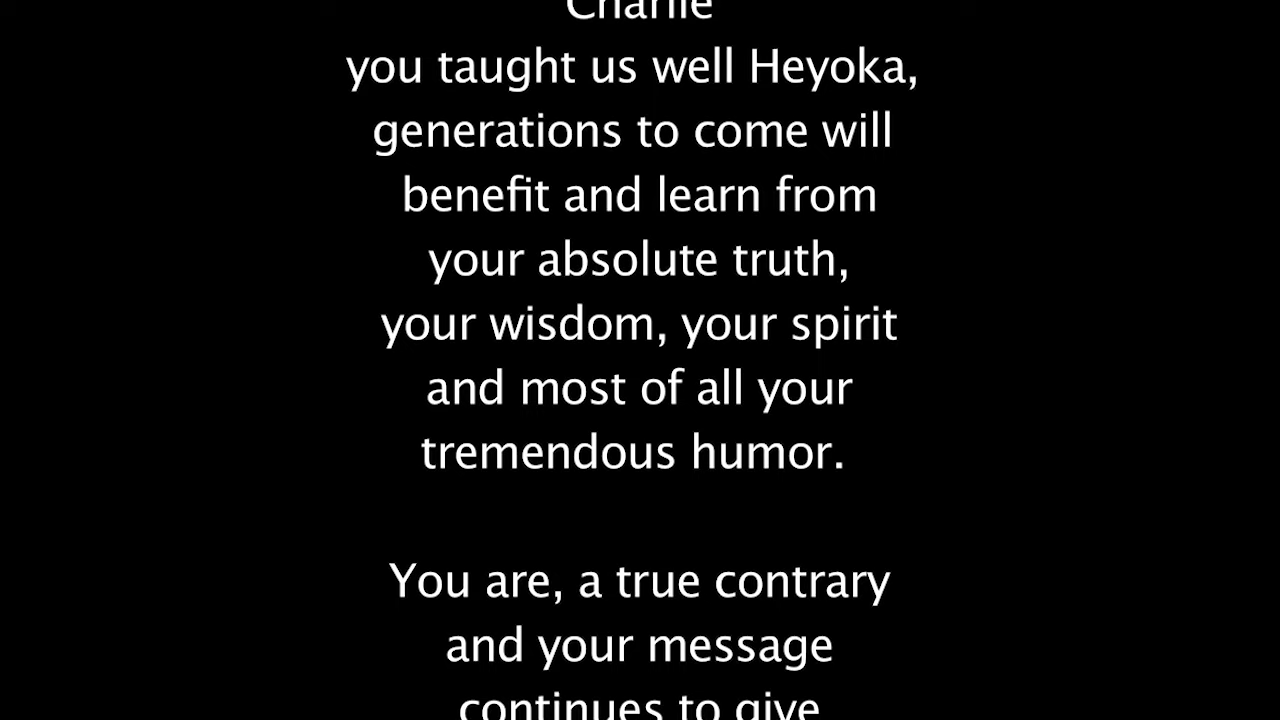 Charlie
you taught us well Heyoka,
generations to come will
benefit and learn from
your absolute truth,
your wisdom, your spirit
and most of all your
tremendous humor.
You are, a true contrary
and your message
continues to give